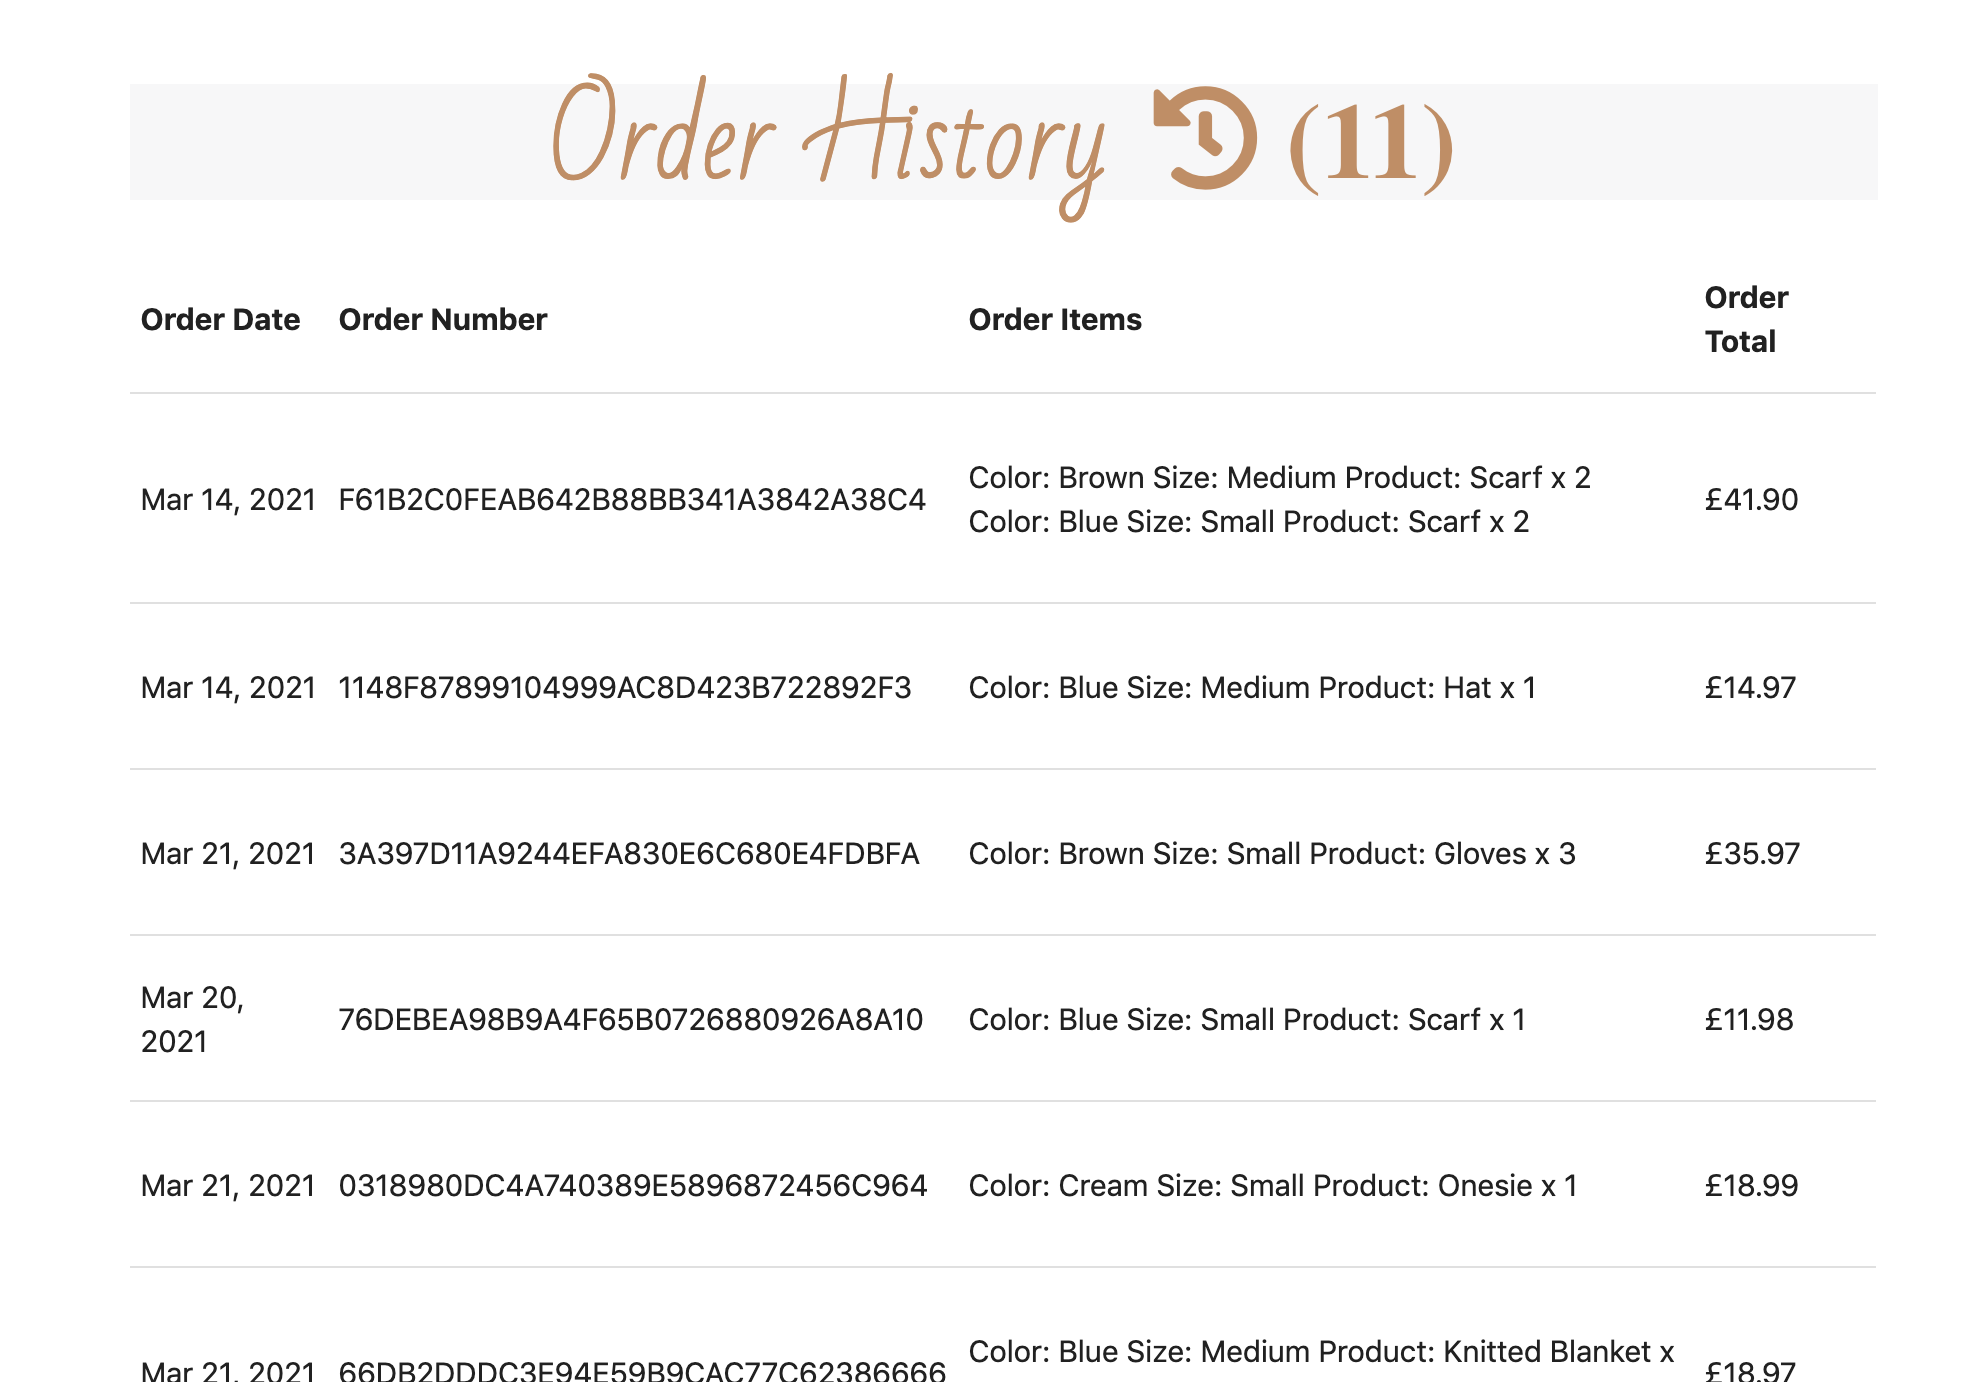 Order History (11)
Order Date Order Number Order Items Order
Total
Mar 14, 2021 F61B2C0FEAB642B88BB341A3842A38C4 Color: Brown Size: Medium Product: Scarf x 2
Color: Blue Size: Small Product: Scarf x 2 £41.90
Mar 14, 2021 1148F87899104999AC8D423B722892F3 Color: Blue Size: Medium Product: Hat x 1 £14.97
Mar 21, 2021 3A397D11A9244EFA830E6C680E4FDBFA Color: Brown Size: Small Product: Gloves x 3 £35.97
Mar 20,
2021 76DEBEA98B9A4F65B0726880926A8A10 Color: Blue Size: Small Product: Scarf x 1 £11.98
Mar 21, 2021 0318980DC4A740389E5896872456C964 Color: Cream Size: Small Product: Onesie x 1 £18.99
Mar 21, 2021 66DB2DDDC3E94E59B9CAC77C62386666 Color: Blue Size: Medium Product: Knitted Blanket x £18.97